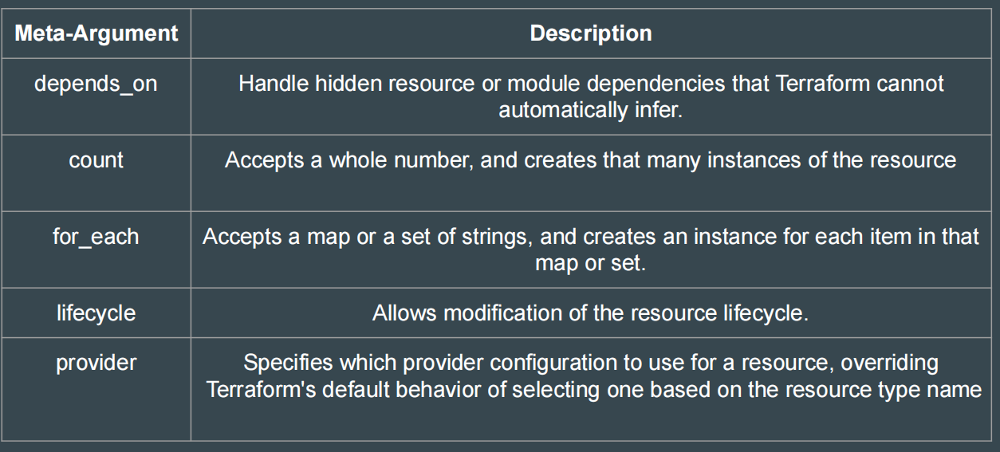 Meta-Argument Description
depends_on Handle hidden resource or module dependencies that Terraform cannot
automatically infer.
count Accepts a whole number, and creates that many instances of the resource
for_each Accepts a map or a set of strings, and creates an instance for each item in that
map or set.
lifecycle Allows modification of the resource lifecycle.
provider Specifies which provider configuration to use for a resource, overriding
Terraform's default behavior of selecting one based on the resource type name